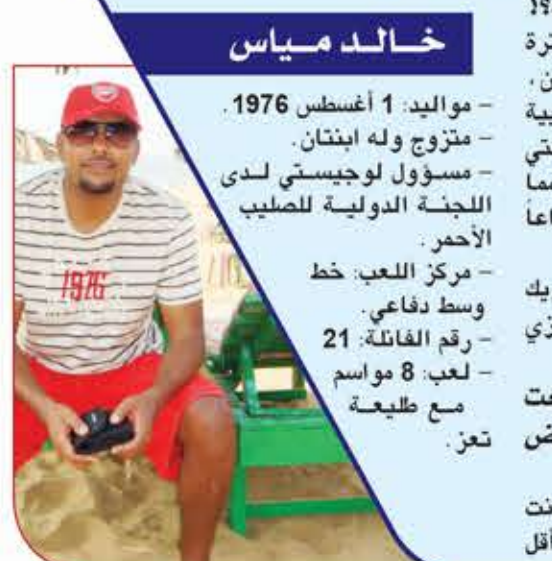 خالد مياس
- مواليد: 1 أغسطس 1976.
- متزوج وله ابنتان.
- مسؤول لوجيستي لدى
اللجنة الدولية للصليب
الأحمر.
- مركز اللعب: خط
وسط دفاعي.
- رقم الفانلة: 21
- لعب: 8 مواسم
مع طليعة
تعز.
1976